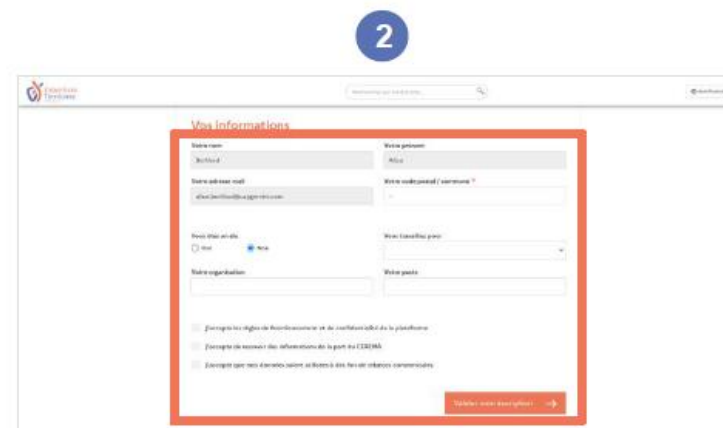 2
Expertises
Territoires
Vos informations
Votre nom
Votre prénom
Alice
Votre adresse mail
Votre code postal / commune *
Vous êtes un élu
Vous travaillez pour
Oui
Non
Votre organisation
Votre poste
J'accepte les règles de fonctionnement et de confidentialité de la plateforme
J'accepte de recevoir des informations de la part du CEREMA
J'accepte que mes données soient utilisées à des fins de relances commerciales
Valider mon inscription